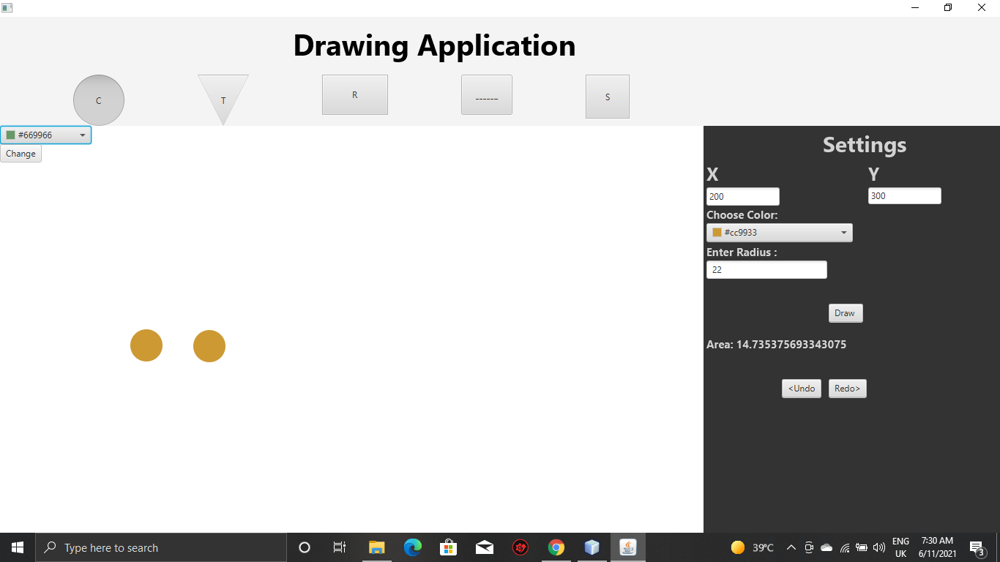 Drawing Application
C
T
R
------
S
#669966
Change
Settings
X
Y
200
300
Choose Color:
#cc9933
Enter Radius :
22
Draw
Area: 14.735375693343075
<Undo
Redo>
Type here to search
39°C
ENG
UK
7:30 AM
6/11/2021
3